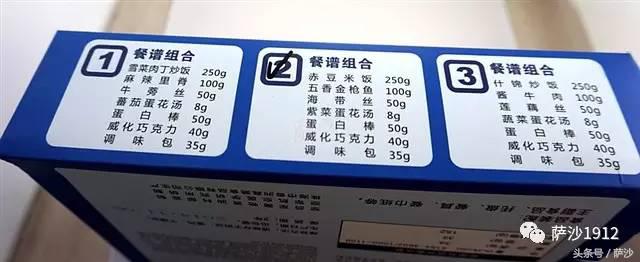 1 餐谱组合
雪菜肉丁炒饭 250g
麻辣里脊 100g
牛蒡丝 50g
蕃茄蛋花汤 8g
蛋白棒 50g
威化巧克力 40g
调味包 35g
2 餐谱组合
赤豆米饭 250g
五香金枪鱼 100g
海带丝 50g
紫菜蛋花汤 8g
蛋白棒 50g
威化巧克力 40g
调味包 35g
3 餐谱组合
什锦炒饭 250g
酱牛肉 100g
莲藕丝 50g
蔬菜蛋花汤 8g
蛋白棒 50g
威化巧克力 40g
调味包 35g
萨沙1912
头条号 / 萨沙